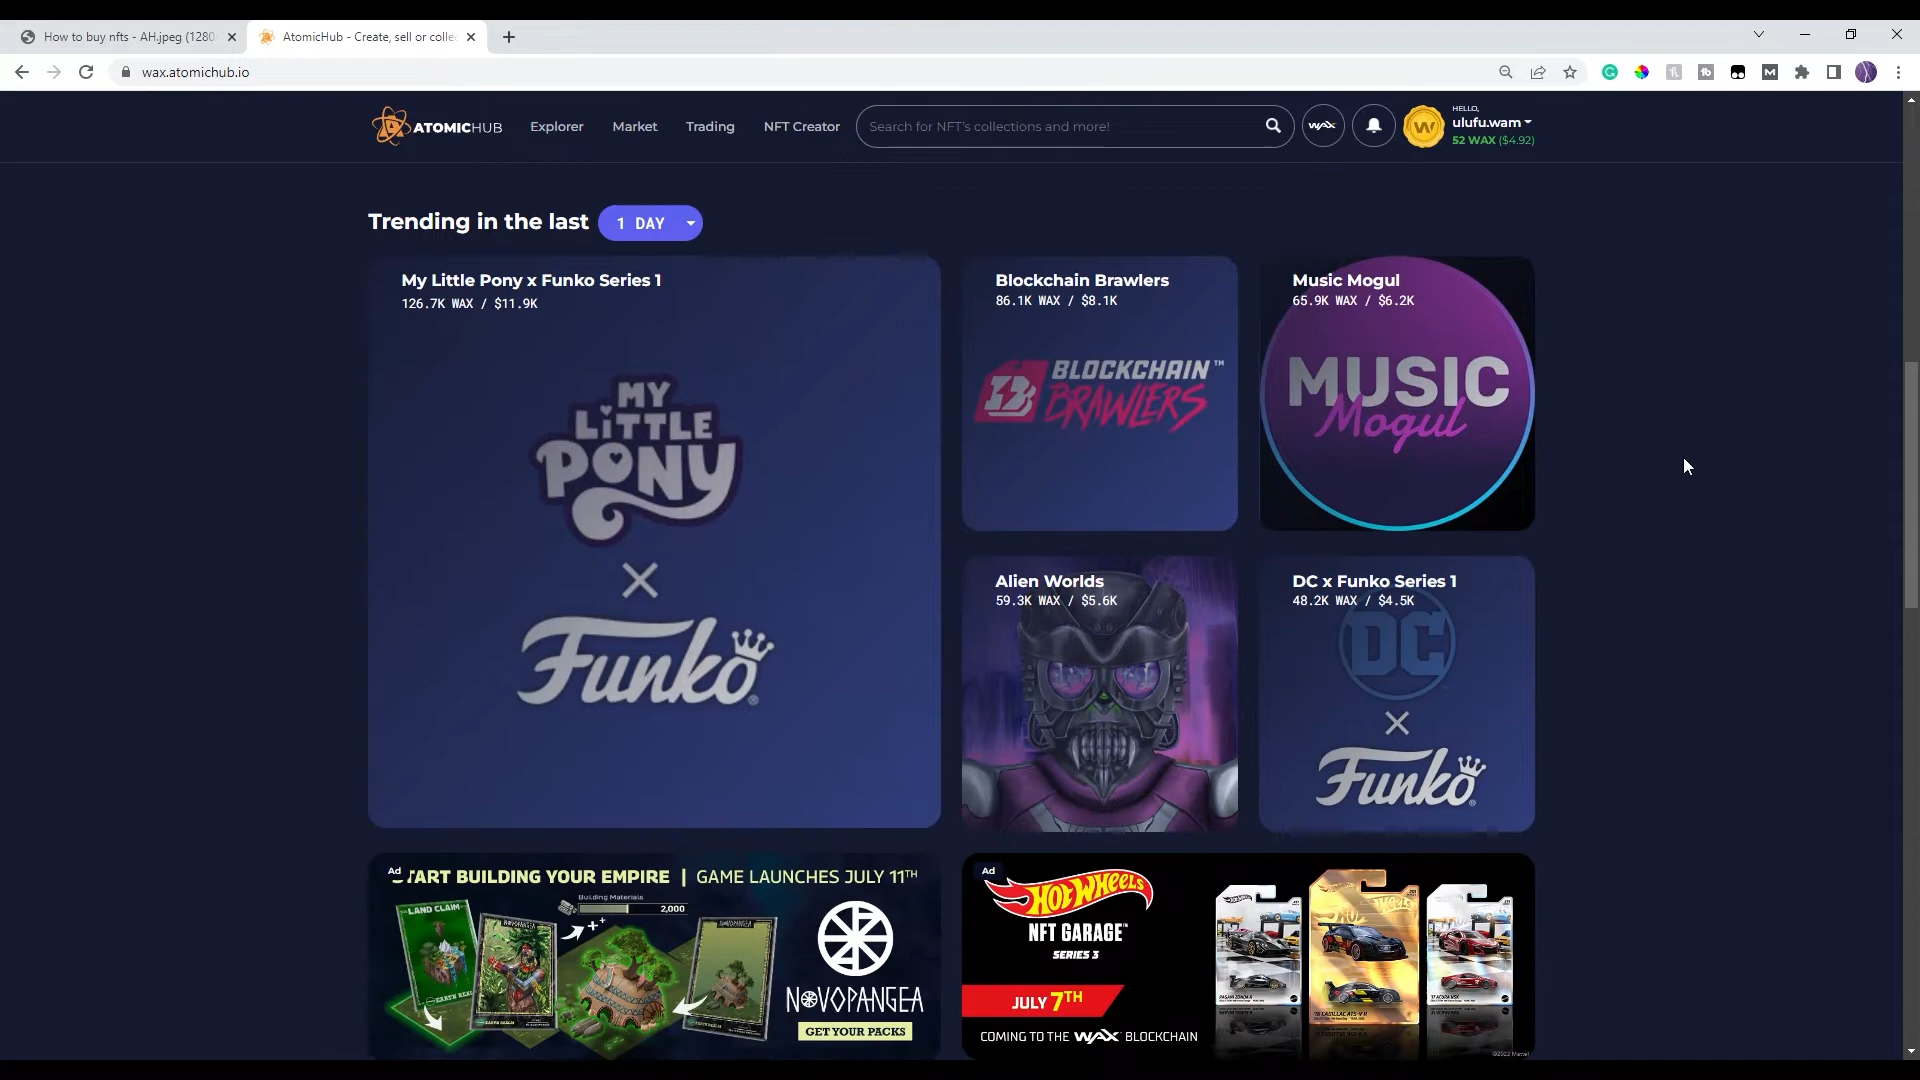 How to buy nfts - AH.jpeg (1280
AtomicHub - Create, sell or colle
wax.atomichub.io
ATOMICHUB
Explorer
Market
Trading
NFT Creator
Search for NFT's collections and more!
WAX
HELLO,
ulufu.wam
52 WAX ($4.92)
Trending in the last
1 DAY
My Little Pony x Funko Series 1
126.7K WAX / $11.9K
MY
LITTLE
PONY
X
Funko
Blockchain Brawlers
86.1K WAX / $8.1K
BLOCKCHAIN™
BRAWLERS
Music Mogul
65.9K WAX / $6.2K
MUSIC
Mogul
Alien Worlds
59.3K WAX / $5.6K
DC x Funko Series 1
48.2K WAX / $4.5K
DC
X
Funko
Ad
START BUILDING YOUR EMPIRE | GAME LAUNCHES JULY 11TH
Building Materials
2,000
LAND CLAIM
NOVOPANGEA
GET YOUR PACKS
Ad
Hot Wheels
NFT GARAGE™
SERIES 3
JULY 7TH
COMING TO THE WAX BLOCKCHAIN
©2022 Mattel